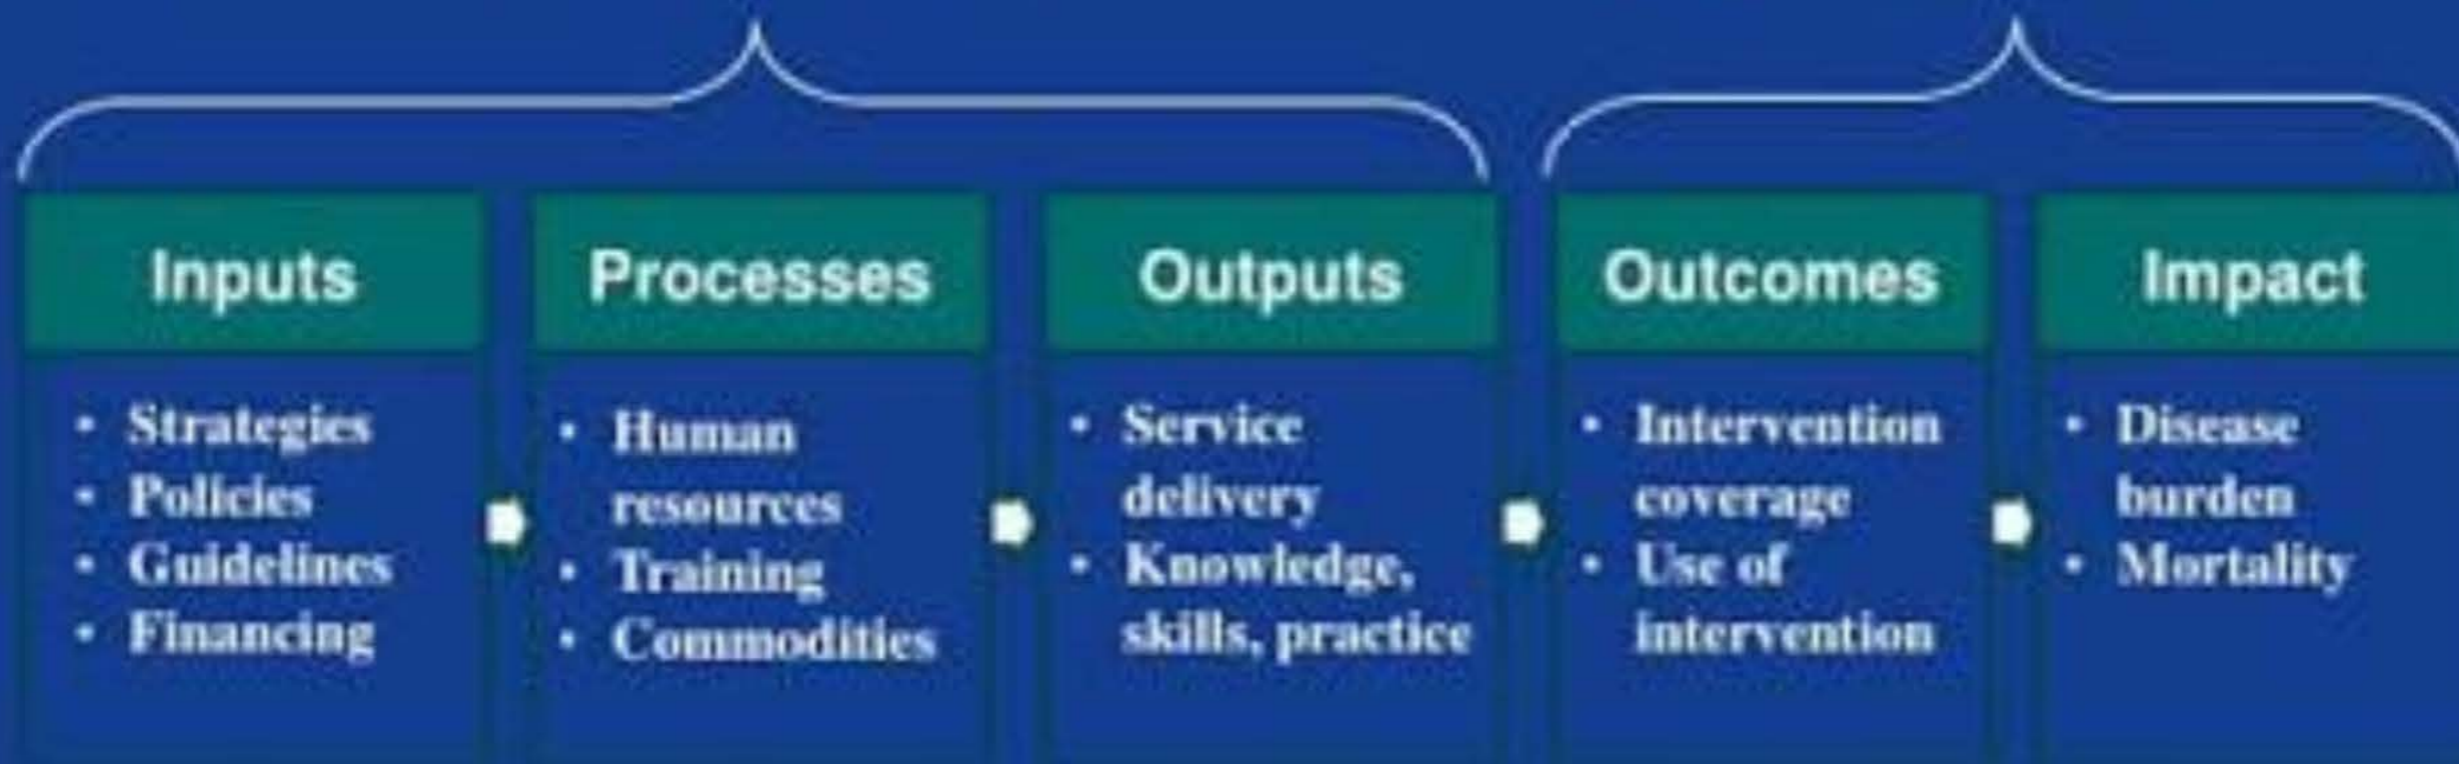 Inputs
Processes
Outputs
Outcomes
Impact
• Strategies
• Policies
• Guidelines
• Financing
• Human
resources
• Training
• Commodities
• Service
delivery
• Knowledge,
skills, practice
• Intervention
coverage
• Use of
intervention
• Disease
burden
• Mortality